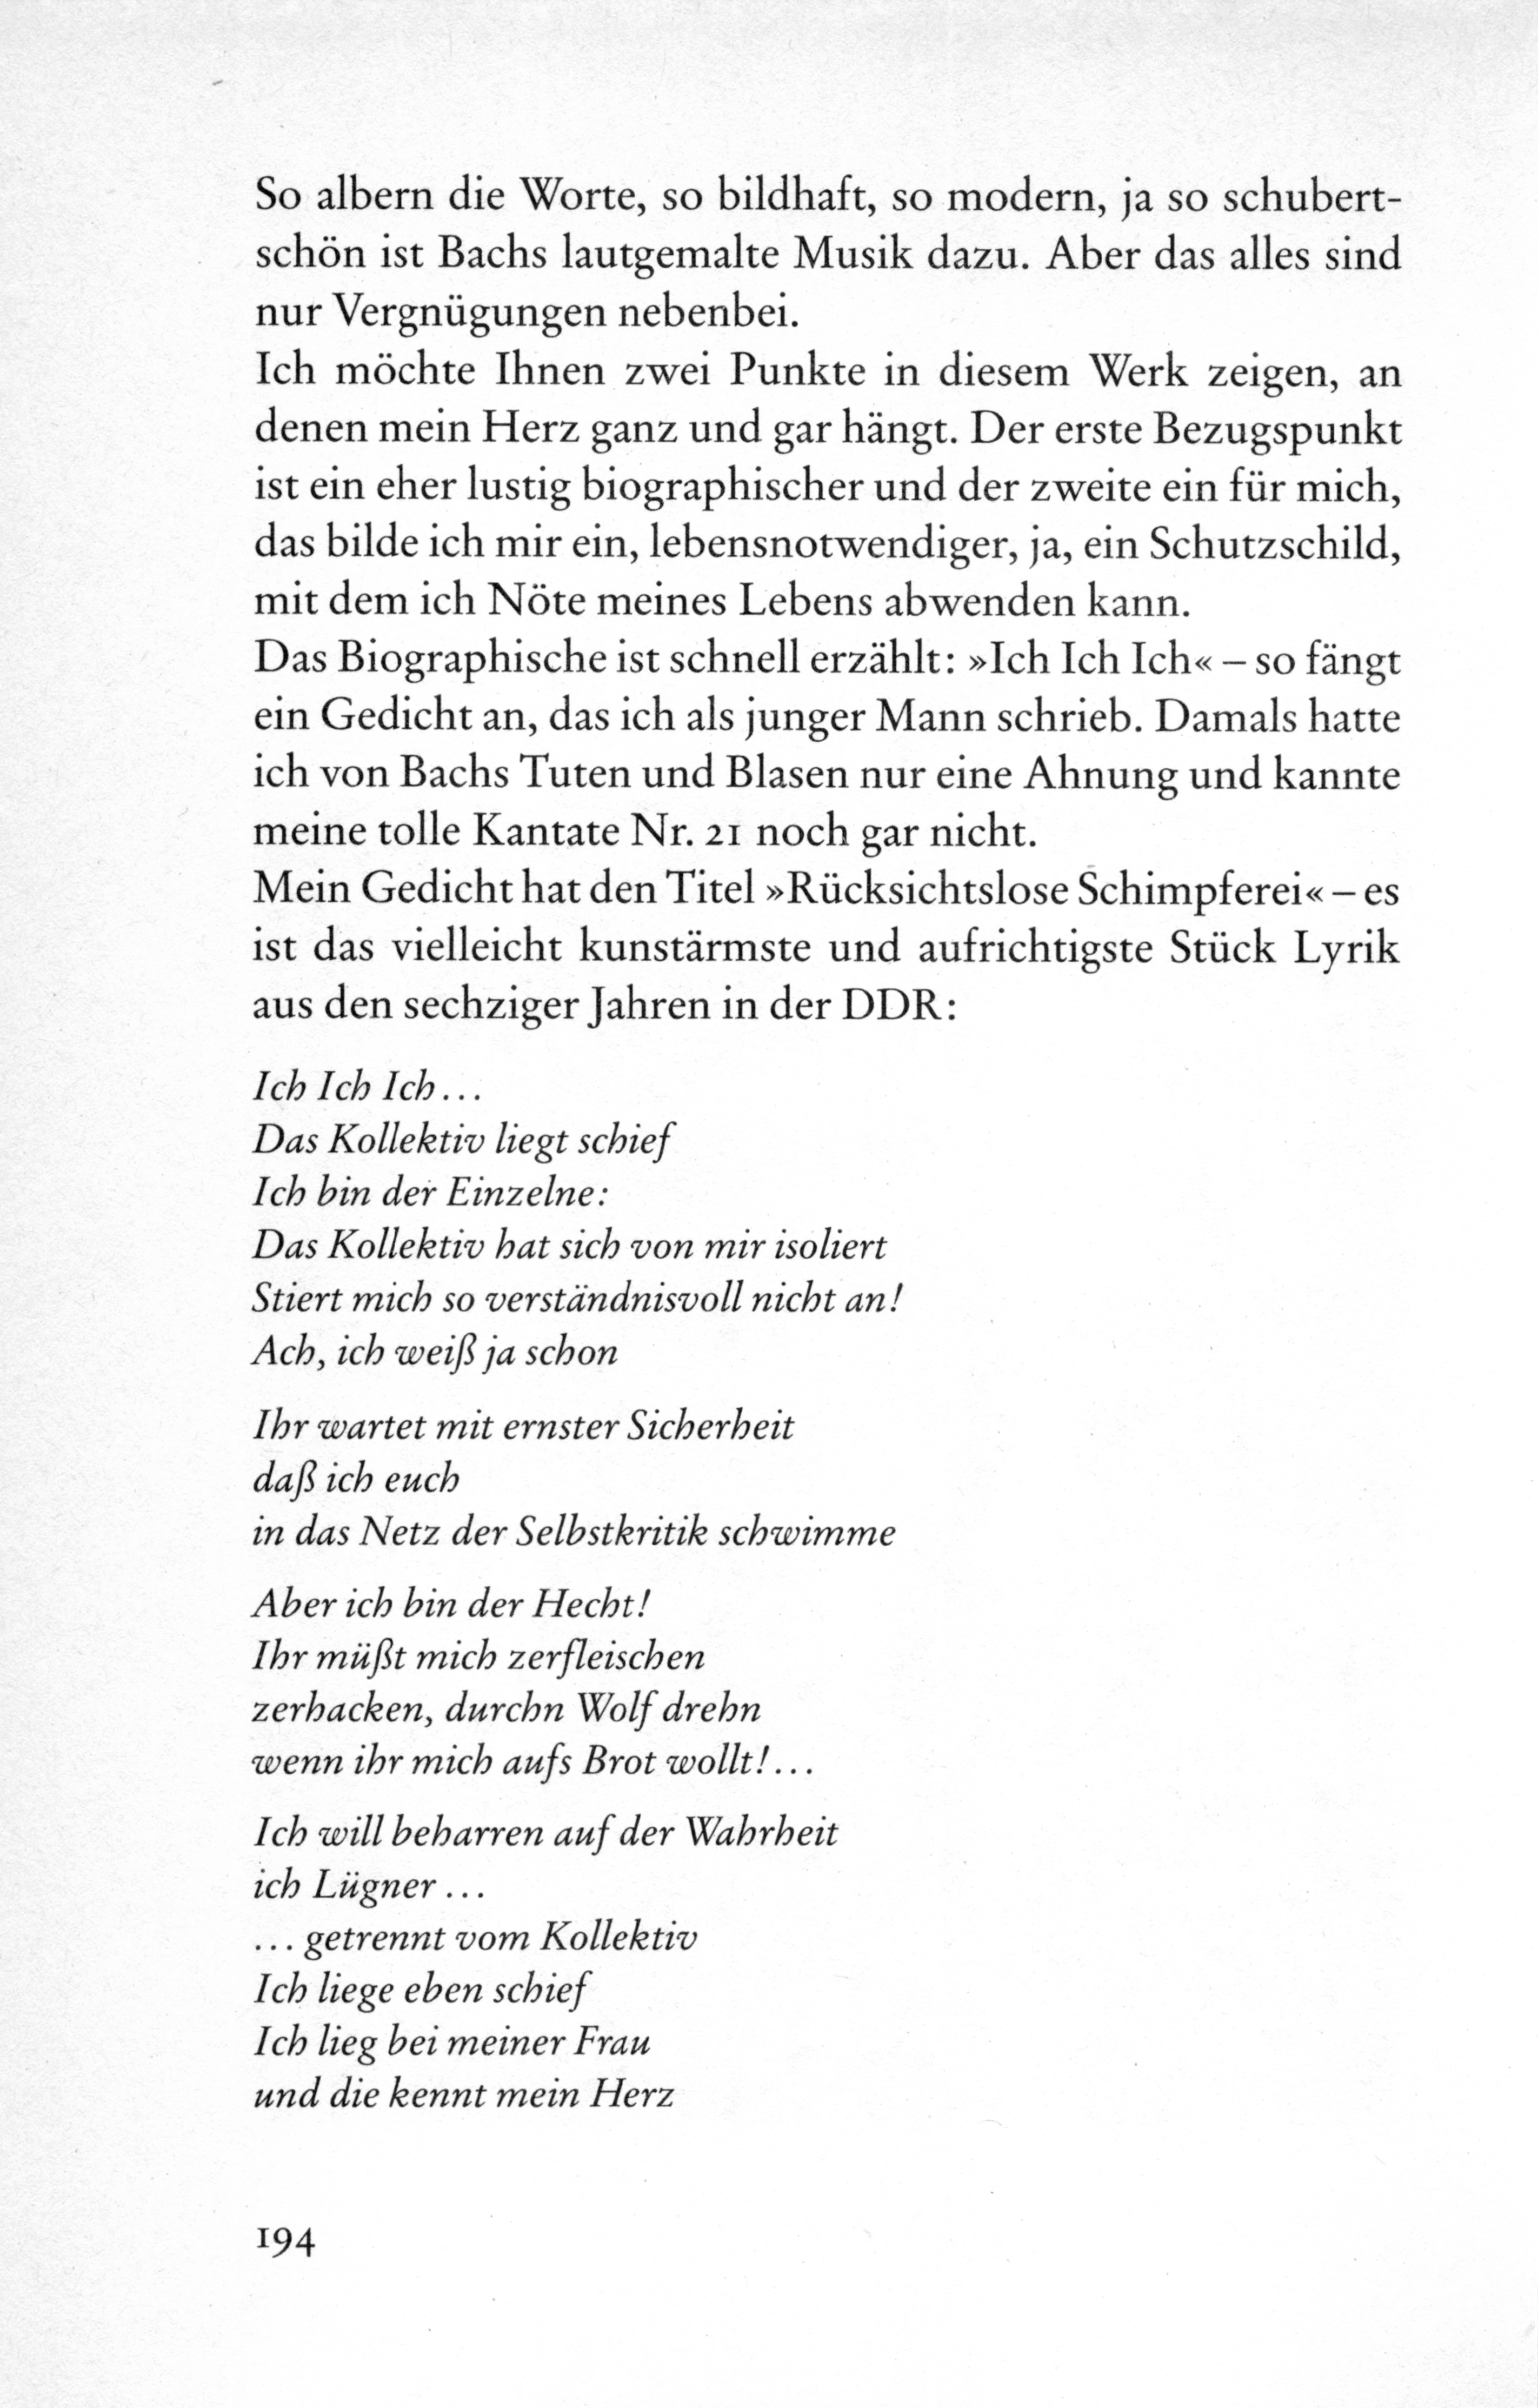 So albern die Worte, so bildhaft, so modern, ja so schubert-
schön ist Bachs lautgemalte Musik dazu. Aber das alles sind
nur Vergnügungen nebenbei.
Ich möchte Ihnen zwei Punkte in diesem Werk zeigen, an
denen mein Herz ganz und gar hängt. Der erste Bezugspunkt
ist ein eher lustig biographischer und der zweite ein für mich,
das bilde ich mir ein, lebensnotwendiger, ja, ein Schutzschild,
mit dem ich Nöte meines Lebens abwenden kann.
Das Biographische ist schnell erzählt: »Ich Ich Ich« – so fängt
ein Gedicht an, das ich als junger Mann schrieb. Damals hatte
ich von Bachs Tuten und Blasen nur eine Ahnung und kannte
meine tolle Kantate Nr. 21 noch gar nicht.
Mein Gedicht hat den Titel »Rücksichtslose Schimpferei« – es
ist das vielleicht kunstärmste und aufrichtigste Stück Lyrik
aus den sechziger Jahren in der DDR:
Ich Ich Ich...
Das Kollektiv liegt schief
Ich bin der Einzelne:
Das Kollektiv hat sich von mir isoliert
Stiert mich so verständnisvoll nicht an!
Ach, ich weiß ja schon
Ihr wartet mit ernster Sicherheit
daß ich euch
in das Netz der Selbstkritik schwimme
Aber ich bin der Hecht!
Ihr müßt mich zerfleischen
zerhacken, durchn Wolf drehn
wenn ihr mich aufs Brot wollt!...
Ich will beharren auf der Wahrheit
ich Lügner ...
... getrennt vom Kollektiv
Ich liege eben schief
Ich lieg bei meiner Frau
und die kennt mein Herz
194